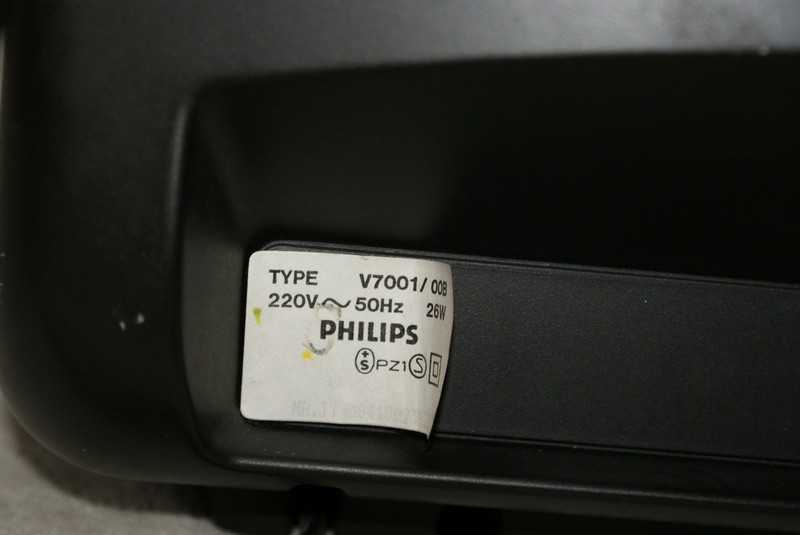 TYPE V7001/00B
220V~50Hz 26W
PHILIPS
+S PZ1 S